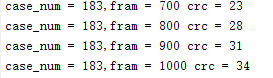 case_num = 183,fram = 700 crc = 23
case_num = 183,fram = 800 crc = 28
case_num = 183,fram = 900 crc = 31
case_num = 183,fram = 1000 crc = 34